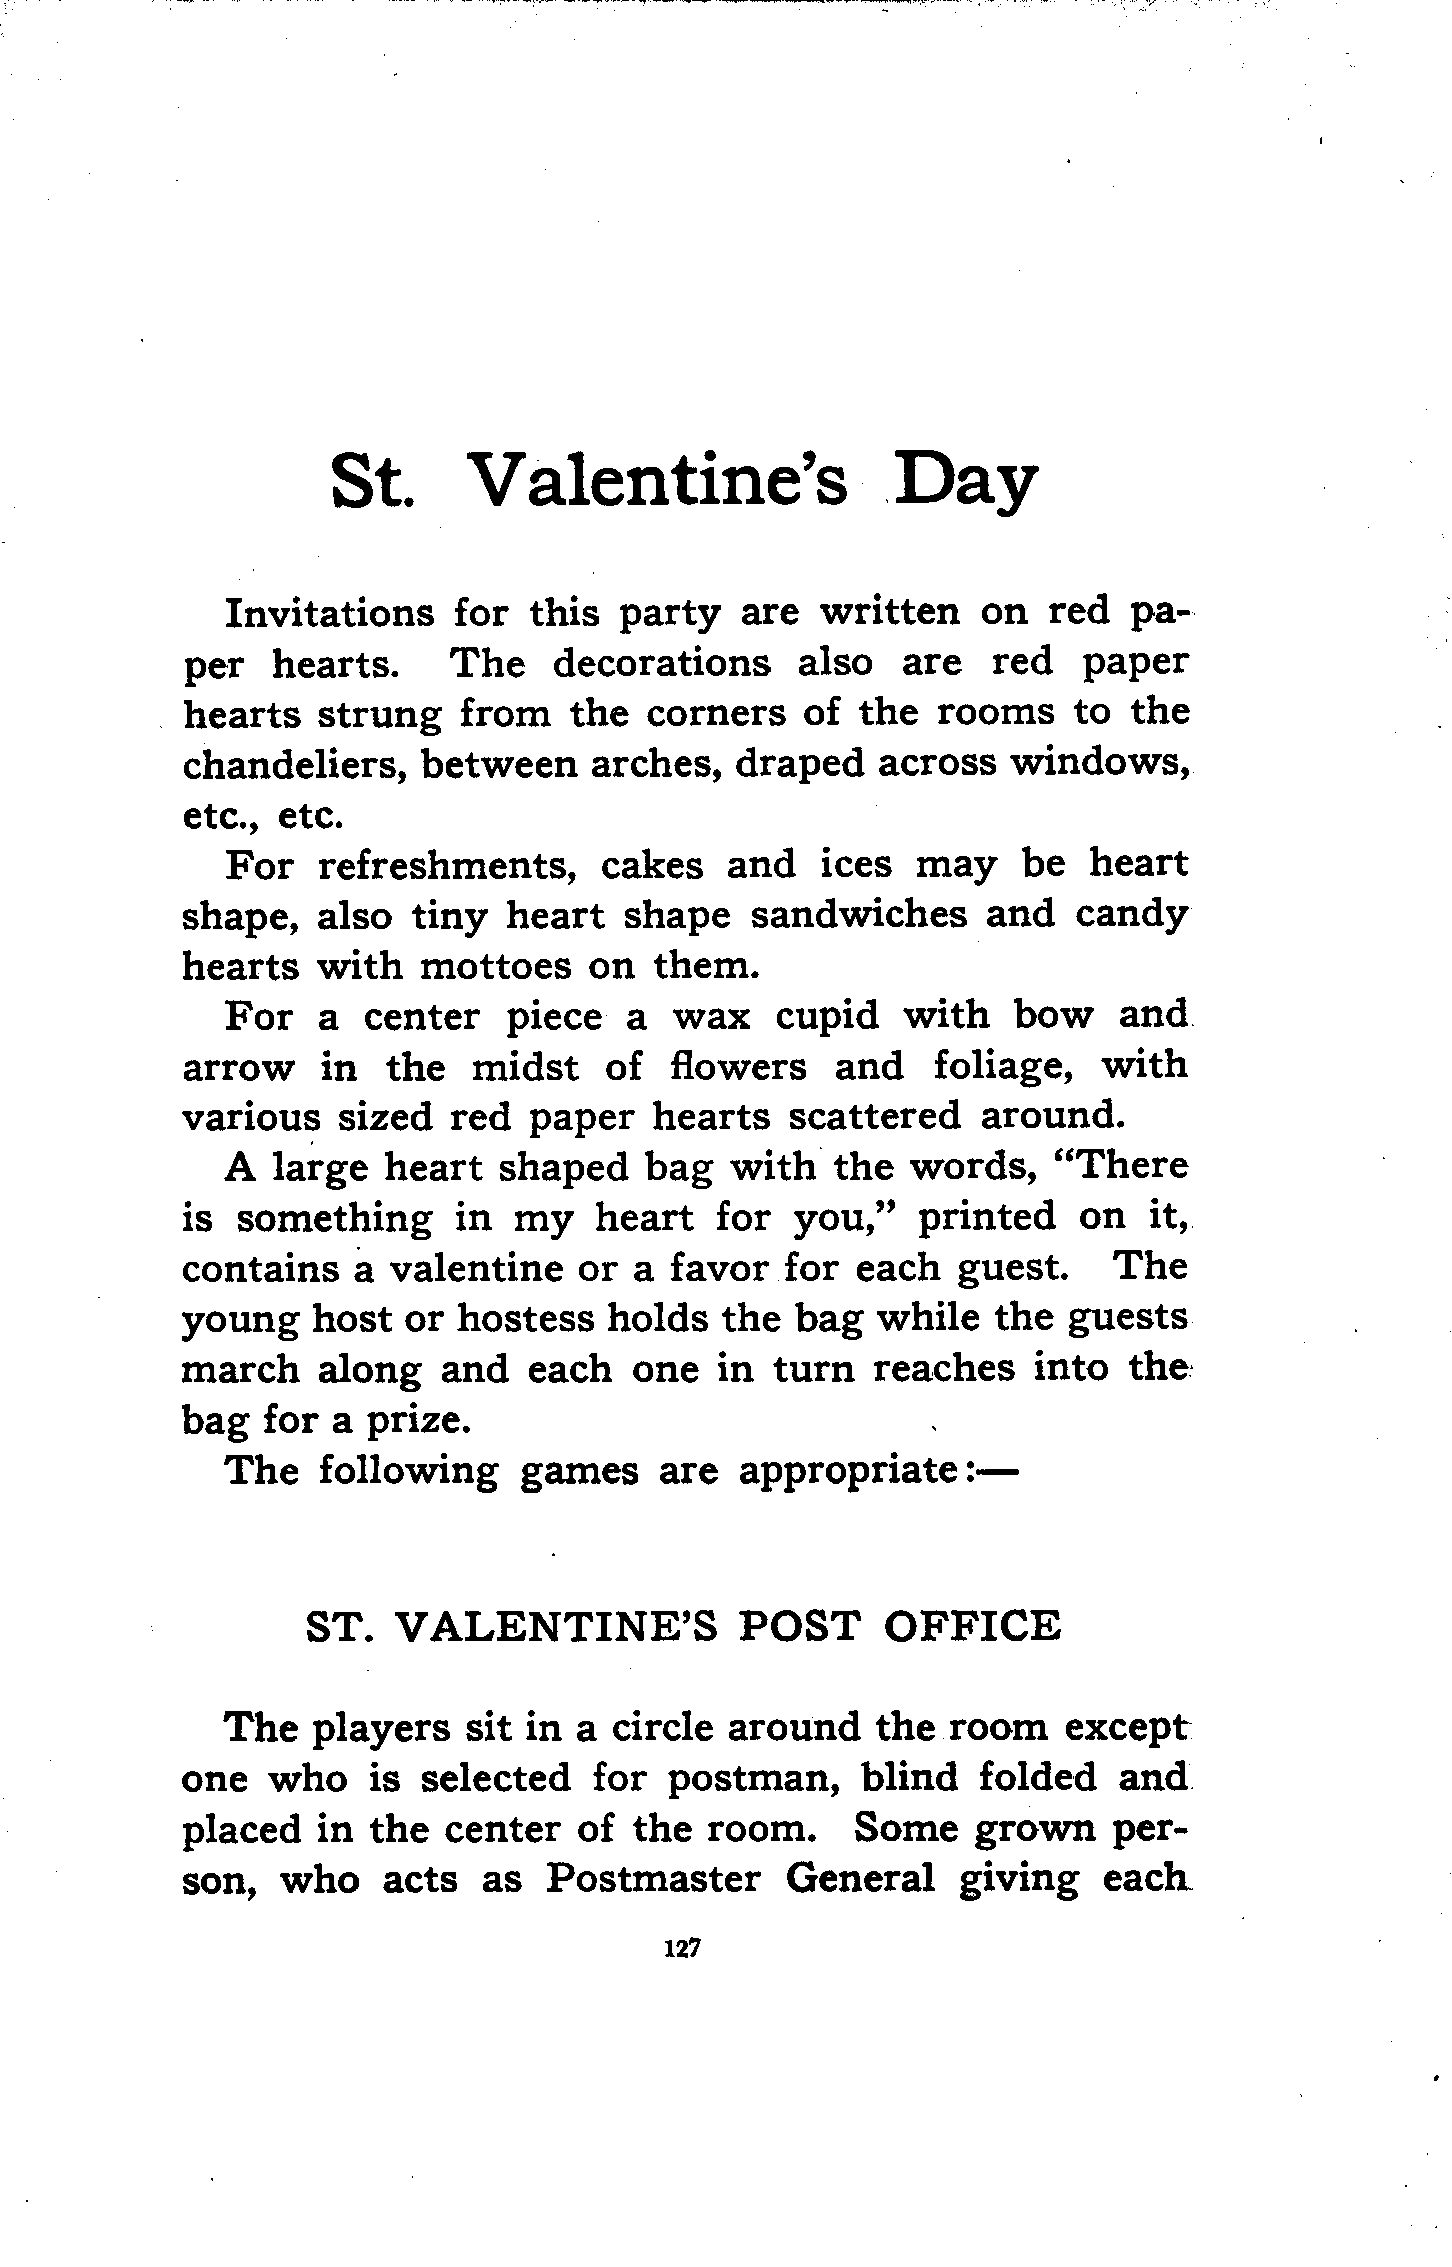 St. Valentine's Day
Invitations for this party are written on red pa-
per hearts. The decorations also are red paper
hearts strung from the corners of the rooms to the
chandeliers, between arches, draped across windows,
etc., etc.
For refreshments, cakes and ices may be heart
shape, also tiny heart shape sandwiches and candy
hearts with mottoes on them.
For a center piece a wax cupid with bow and
arrow in the midst of flowers and foliage, with
various sized red paper hearts scattered around.
A large heart shaped bag with the words, “There
is something in my heart for you,” printed on it,
contains a valentine or a favor for each guest. The
young host or hostess holds the bag while the guests
march along and each one in turn reaches into the
bag for a prize.
The following games are appropriate:—
ST. VALENTINE'S POST OFFICE
The players sit in a circle around the room except
one who is selected for postman, blind folded and
placed in the center of the room. Some grown per-
son, who acts as Postmaster General giving each
127